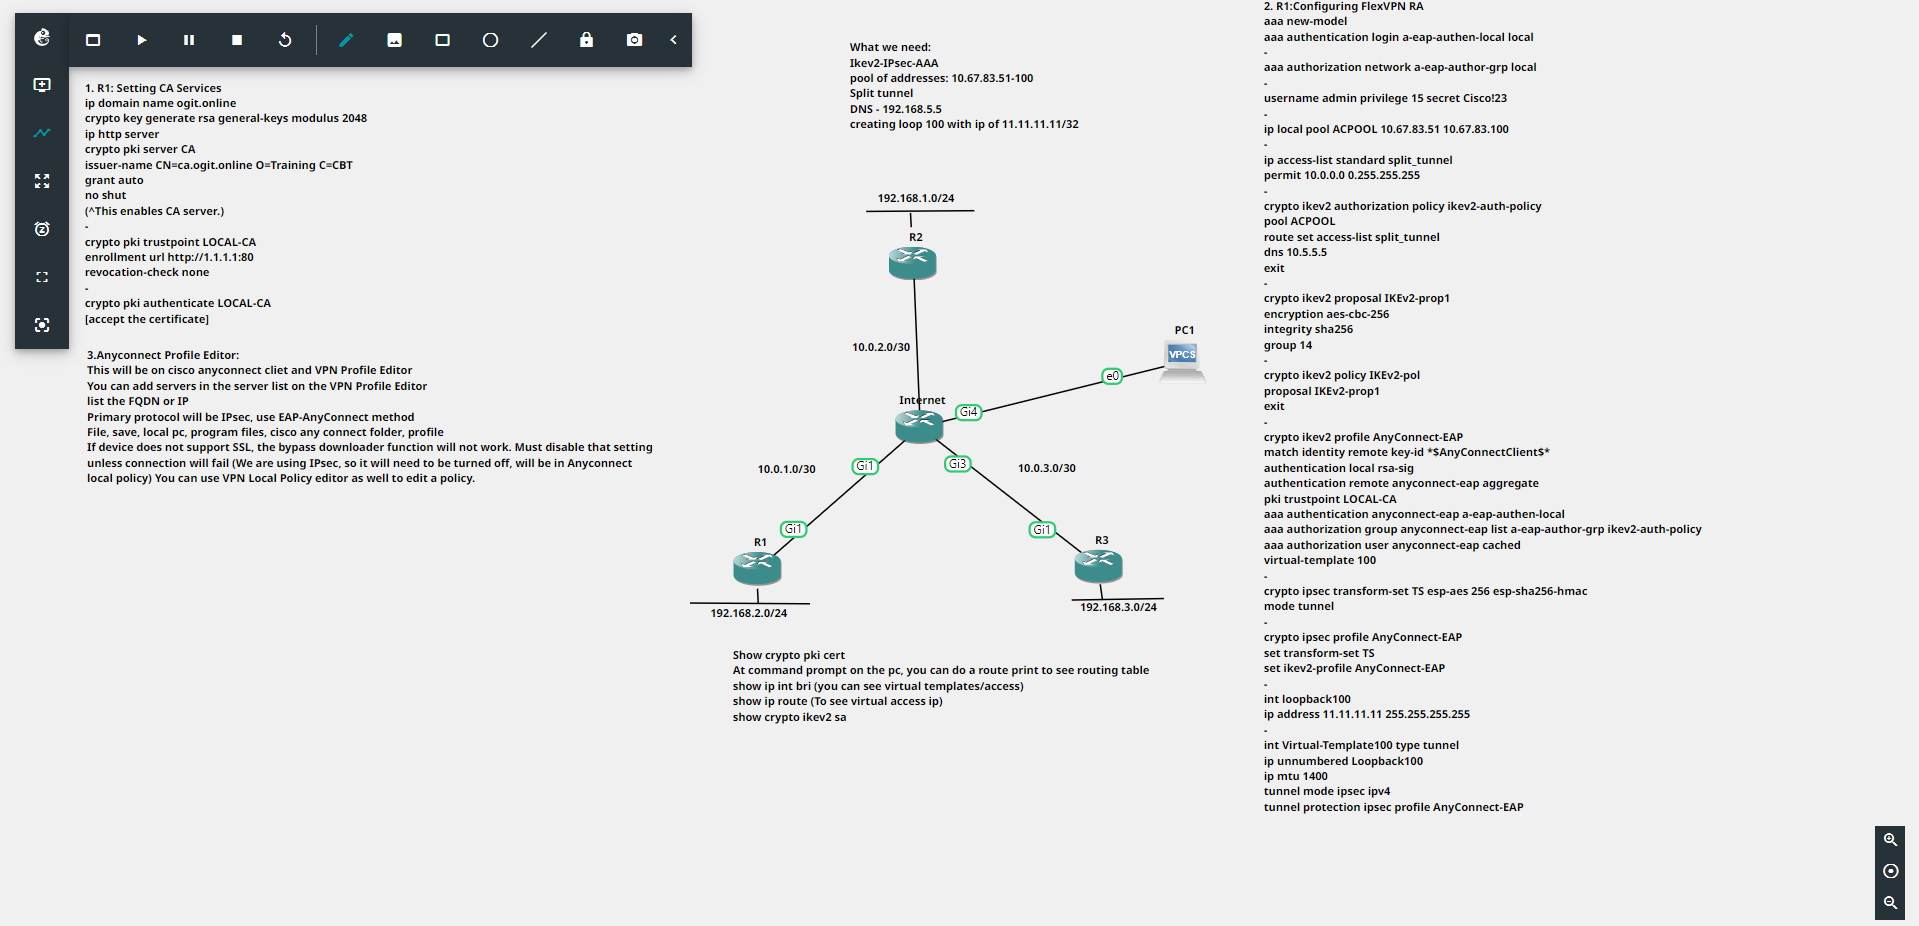 1. R1: Setting CA Services
ip domain name ogit.online
crypto key generate rsa general-keys modulus 2048
ip http server
crypto pki server CA
issuer-name CN=ca.ogit.online O=Training C=CBT
grant auto
no shut
(^This enables CA server.)
-
crypto pki trustpoint LOCAL-CA
enrollment url http://1.1.1.1:80
revocation-check none
-
crypto pki authenticate LOCAL-CA
[accept the certificate]
3.Anyconnect Profile Editor:
This will be on cisco anyconnect cliet and VPN Profile Editor
You can add servers in the server list on the VPN Profile Editor
list the FQDN or IP
Primary protocol will be IPsec, use EAP-AnyConnect method
File, save, local pc, program files, cisco any connect folder, profile
If device does not support SSL, the bypass downloader function will not work. Must disable that setting
unless connection will fail (We are using IPsec, so it will need to be turned off, will be in Anyconnect
local policy) You can use VPN Local Policy editor as well to edit a policy.
What we need:
Ikev2-IPsec-AAA
pool of addresses: 10.67.83.51-100
Split tunnel
DNS - 192.168.5.5
creating loop 100 with ip of 11.11.11.11/32
192.168.1.0/24
R2
10.0.2.0/30
PC1
VPCS
e0
Internet
Gi4
Gi1
Gi3
10.0.1.0/30
10.0.3.0/30
Gi1
Gi1
R1
R3
192.168.2.0/24
192.168.3.0/24
Show crypto pki cert
At command prompt on the pc, you can do a route print to see routing table
show ip int bri (you can see virtual templates/access)
show ip route (To see virtual access ip)
show crypto ikev2 sa
2. R1:Configuring FlexVPN RA
aaa new-model
aaa authentication login a-eap-authen-local local
-
aaa authorization network a-eap-author-grp local
-
username admin privilege 15 secret Cisco!23
-
ip local pool ACPOOL 10.67.83.51 10.67.83.100
-
ip access-list standard split_tunnel
permit 10.0.0.0 0.255.255.255
-
crypto ikev2 authorization policy ikev2-auth-policy
pool ACPOOL
route set access-list split_tunnel
dns 10.5.5.5
exit
-
crypto ikev2 proposal IKEv2-prop1
encryption aes-cbc-256
integrity sha256
group 14
-
crypto ikev2 policy IKEv2-pol
proposal IKEv2-prop1
exit
-
crypto ikev2 profile AnyConnect-EAP
match identity remote key-id *$AnyConnectClient$*
authentication local rsa-sig
authentication remote anyconnect-eap aggregate
pki trustpoint LOCAL-CA
aaa authentication anyconnect-eap a-eap-authen-local
aaa authorization group anyconnect-eap list a-eap-author-grp ikev2-auth-policy
aaa authorization user anyconnect-eap cached
virtual-template 100
-
crypto ipsec transform-set TS esp-aes 256 esp-sha256-hmac
mode tunnel
-
crypto ipsec profile AnyConnect-EAP
set transform-set TS
set ikev2-profile AnyConnect-EAP
-
int loopback100
ip address 11.11.11.11 255.255.255.255
-
int Virtual-Template100 type tunnel
ip unnumbered Loopback100
ip mtu 1400
tunnel mode ipsec ipv4
tunnel protection ipsec profile AnyConnect-EAP